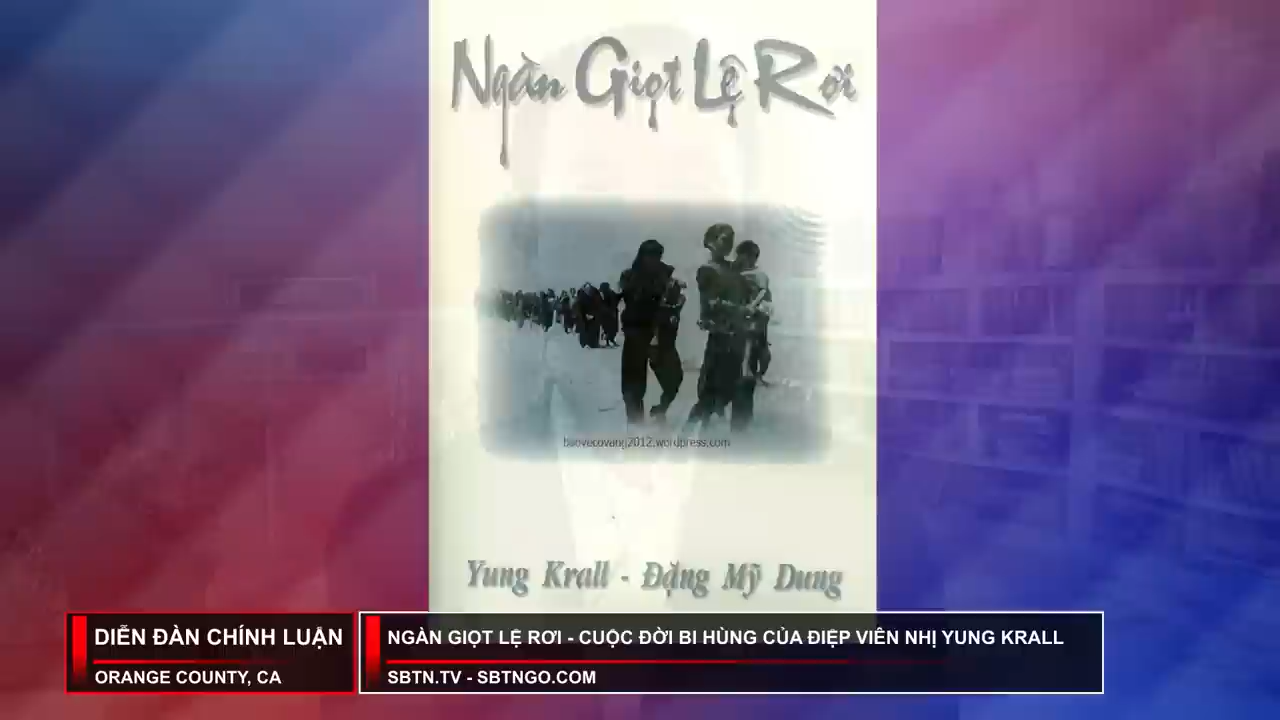 Ngàn Giọt Lệ Rơi
baovecovang2012.wordpress.com
Yung Krall - Đặng Mỹ Dung
DIỄN ĐÀN CHÍNH LUẬN
ORANGE COUNTY, CA
NGÀN GIỌT LỆ RƠI - CUỘC ĐỜI BI HÙNG CỦA ĐIỆP VIÊN NHỊ YUNG KRALL
SBTN.TV - SBTNGO.COM